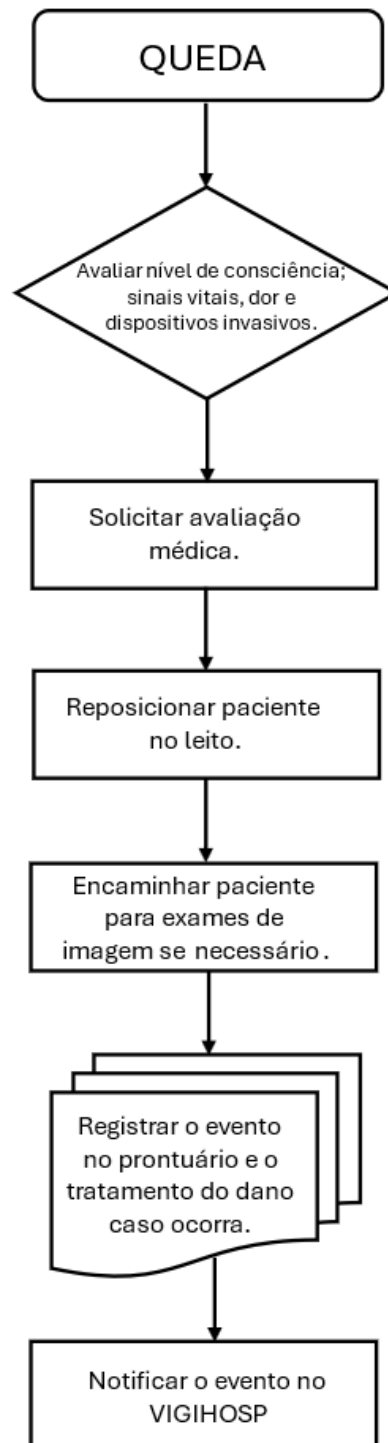 QUEDA
Avaliar nível de consciência;
sinais vitais, dor e
dispositivos invasivos.
Solicitar avaliação
médica.
Reposicionar paciente
no leito.
Encaminhar paciente
para exames de
imagem se necessário.
Registrar o evento
no prontuário e o
tratamento do dano
caso ocorra.
Notificar o evento no
VIGIHOSP